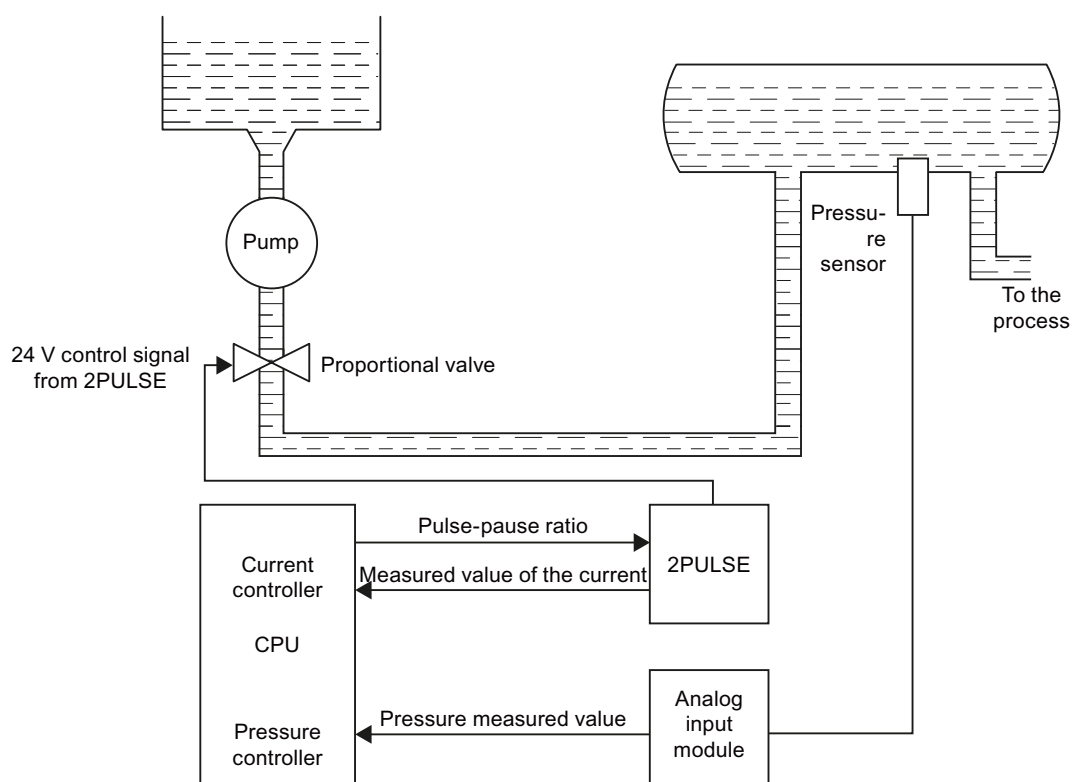 Pump
Pressu-
re
sensor
To the
process
24 V control signal
from 2PULSE
Proportional valve
Pulse-pause ratio
Current
controller
Measured value of the current
2PULSE
CPU
Pressure
controller
Pressure measured value
Analog
input
module